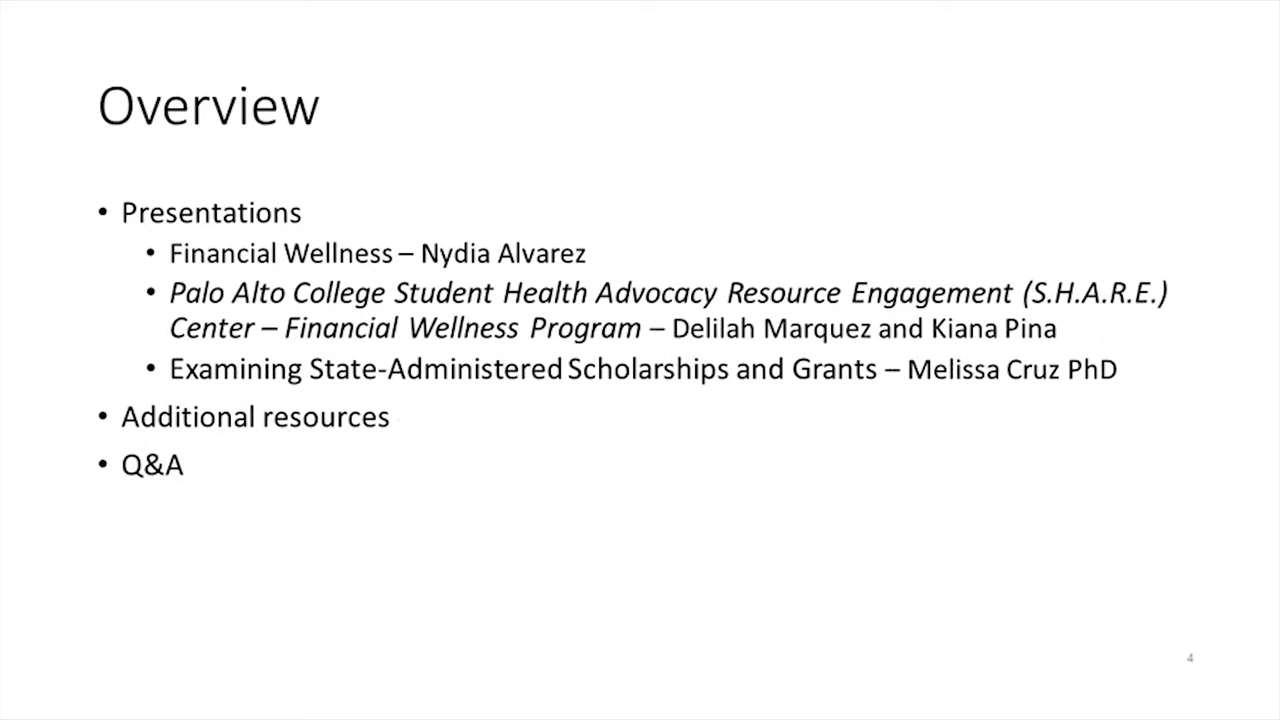 Overview
• Presentations
• Financial Wellness – Nydia Alvarez
• Palo Alto College Student Health Advocacy Resource Engagement (S.H.A.R.E.)
Center – Financial Wellness Program – Delilah Marquez and Kiana Pina
• Examining State-Administered Scholarships and Grants – Melissa Cruz PhD
• Additional resources
• Q&A
4